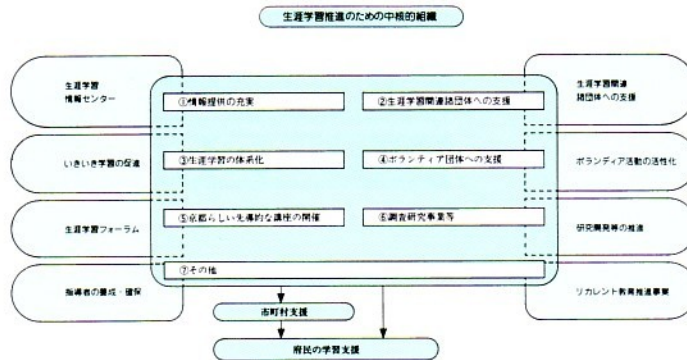 生涯学習推進のための中核的組織
生涯学習
情報センター
いきいき学習の促進
生涯学習フォーラム
指導者の養成・確保
①情報提供の充実
②生涯学習関連諸団体への支援
③生涯学習の体系化
④ボランティア団体への支援
⑤京都らしい先導的な講座の開催
⑥調査研究事業等
⑦その他
生涯学習関連
諸団体への支援
ボランティア活動の活性化
研究開発等の推進
リカレント教育推進事業
市町村支援
府民の学習支援